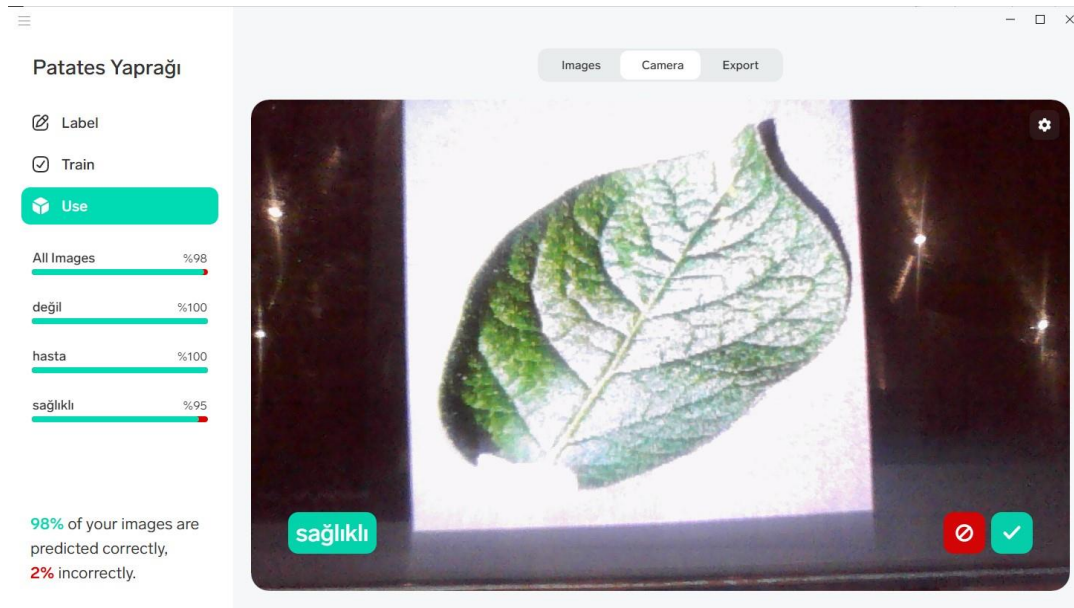 Patates Yaprağı
Label
Train
Use
All Images %98
değil %100
hasta %100
sağlıklı %95
98% of your images are
predicted correctly,
2% incorrectly.
Images Camera Export
sağlıklı